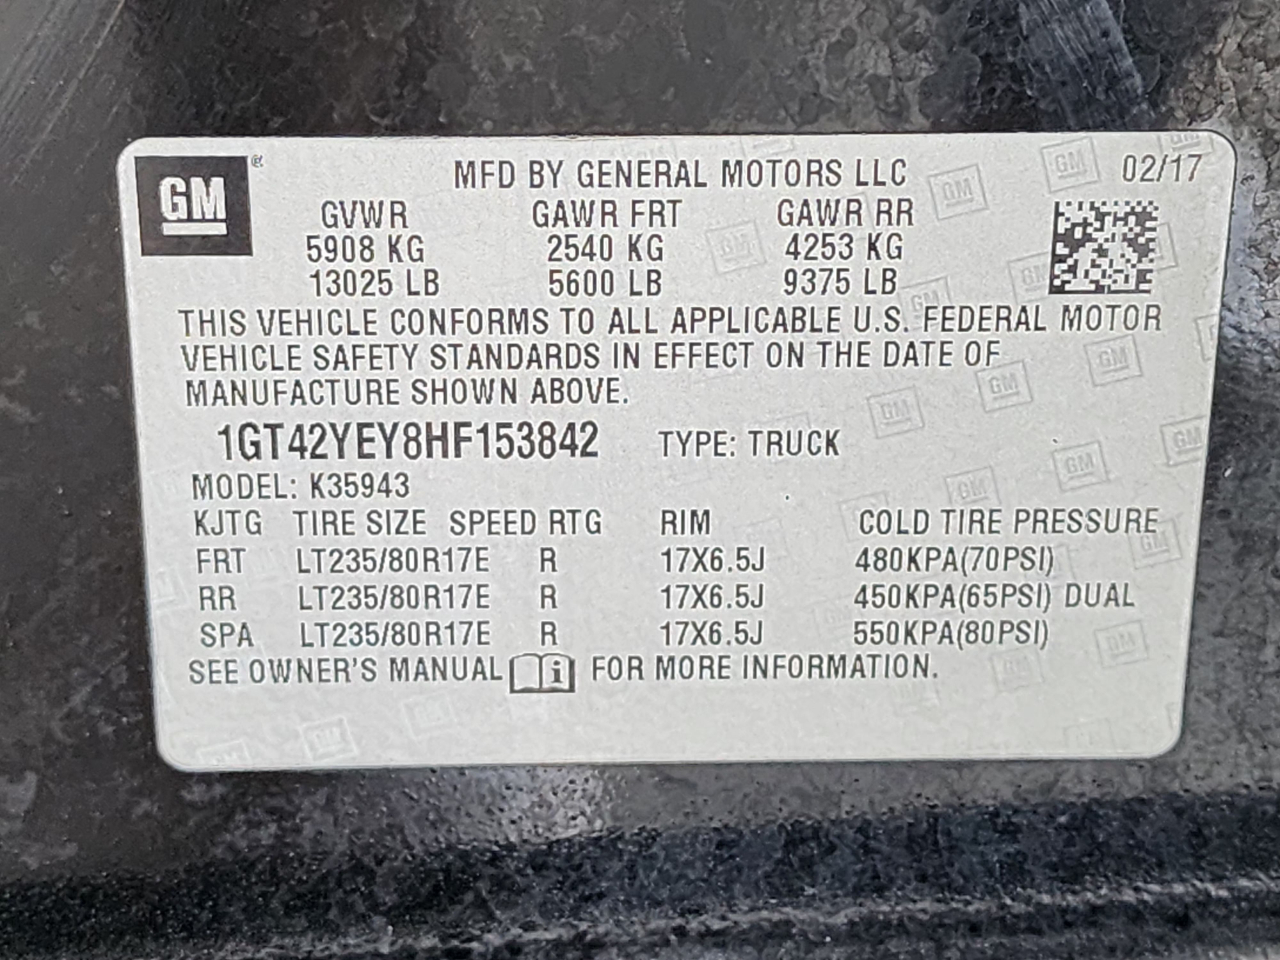 GM®
MFD BY GENERAL MOTORS LLC 02/17
GVWR GAWR FRT GAWR RR
5908 KG 2540 KG 4253 KG
13025 LB 5600 LB 9375 LB
THIS VEHICLE CONFORMS TO ALL APPLICABLE U.S. FEDERAL MOTOR
VEHICLE SAFETY STANDARDS IN EFFECT ON THE DATE OF
MANUFACTURE SHOWN ABOVE.
1GT42YEY8HF153842 TYPE: TRUCK
MODEL: K35943
KJTG TIRE SIZE SPEED RTG RIM COLD TIRE PRESSURE
FRT LT235/80R17E R 17X6.5J 480KPA(70PSI)
RR LT235/80R17E R 17X6.5J 450KPA(65PSI) DUAL
SPA LT235/80R17E R 17X6.5J 550KPA(80PSI)
SEE OWNER'S MANUAL i FOR MORE INFORMATION.